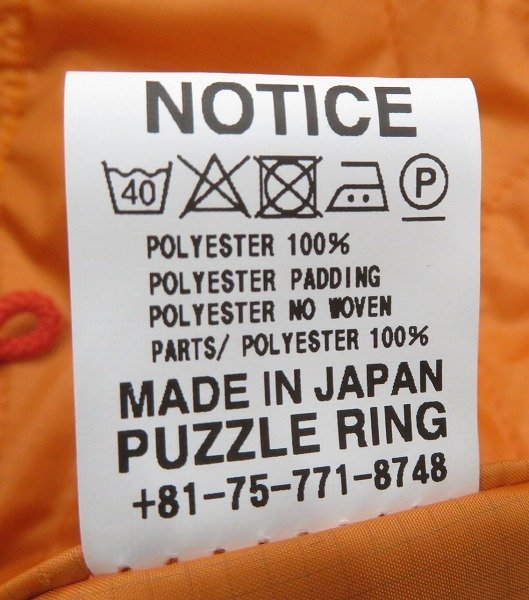 NOTICE
40 P
POLYESTER 100%
POLYESTER PADDING
POLYESTER NO WOVEN
PARTS/ POLYESTER 100%
MADE IN JAPAN
PUZZLE RING
+81-75-771-8748